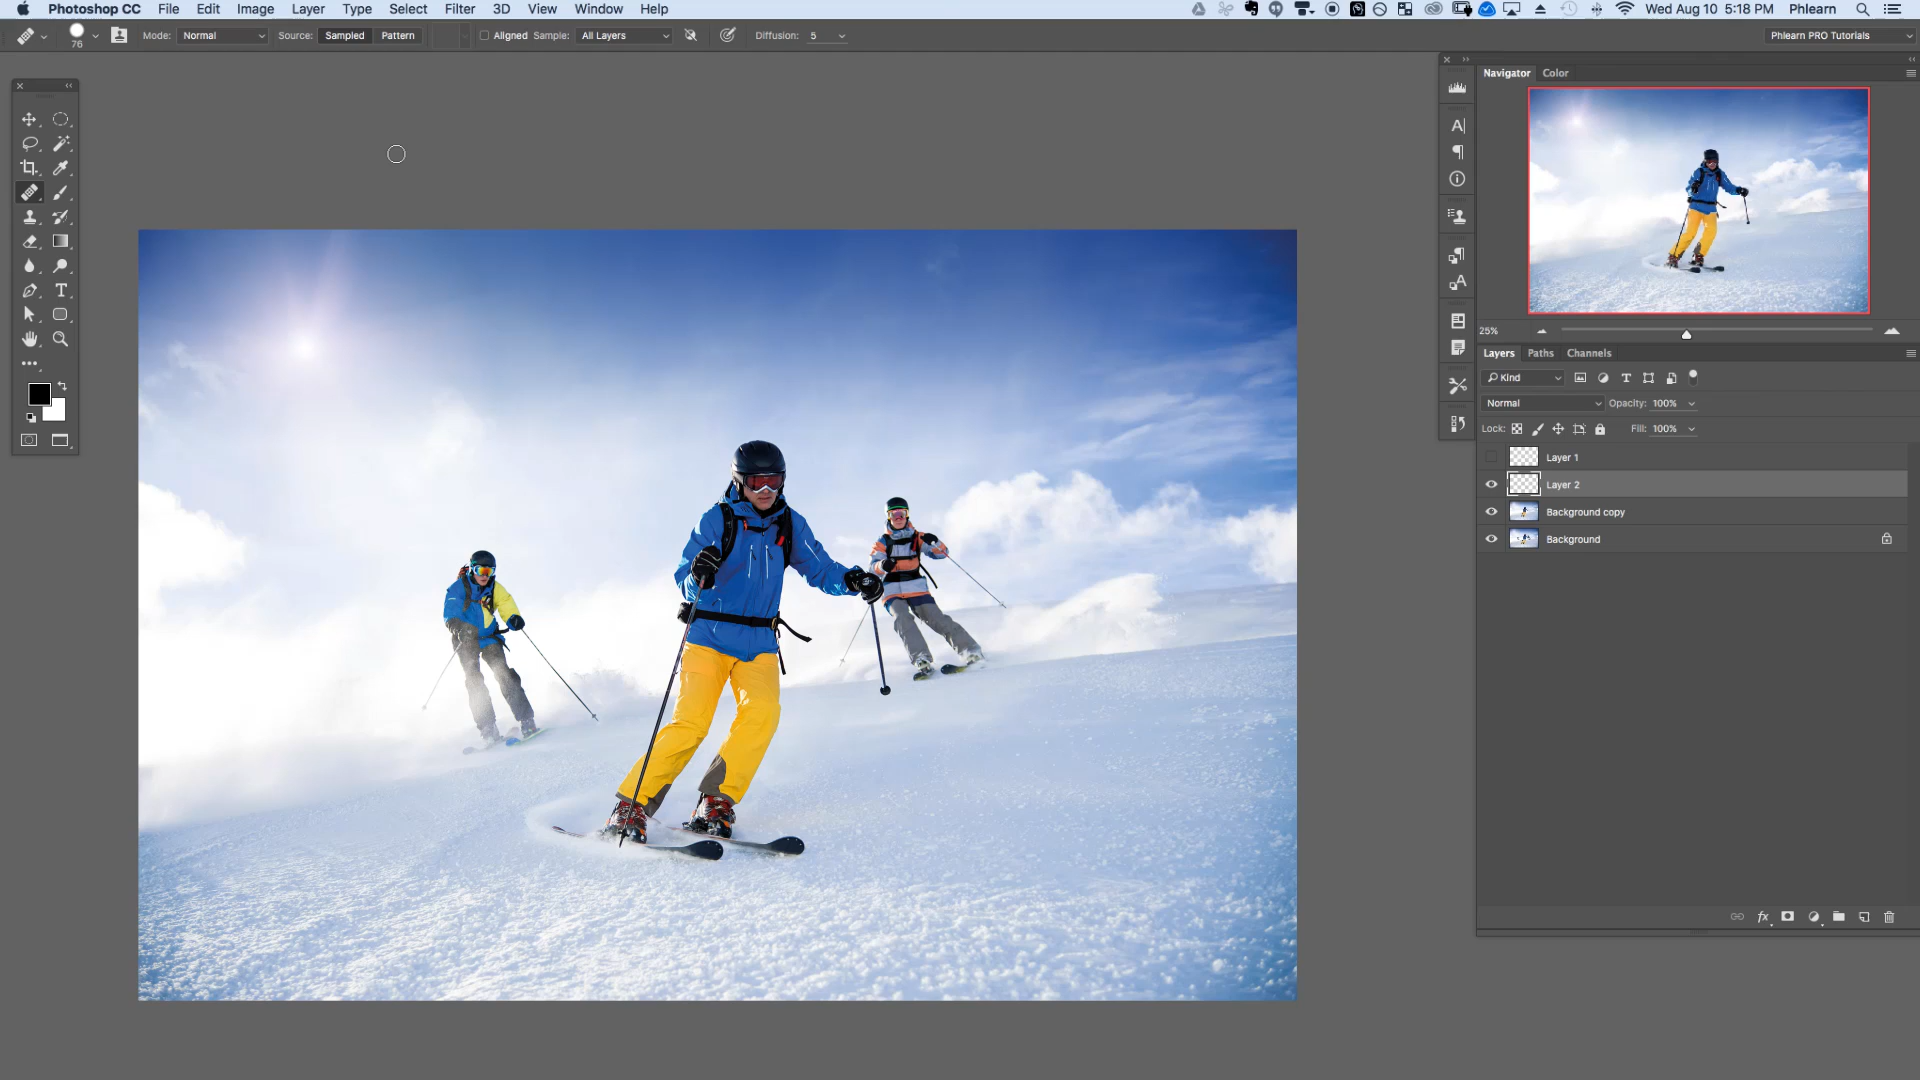 Photoshop CC File Edit Image Layer Type Select Filter 3D View Window Help Wed Aug 10 5:18 PM Phlearn
76 Mode: Normal Source: Sampled Pattern Aligned Sample: All Layers Diffusion: 5 Phlearn PRO Tutorials
Navigator Color
25%
Layers Paths Channels
Kind
Normal Opacity: 100%
Lock: Fill: 100%
Layer 1
Layer 2
Background copy
Background
fx